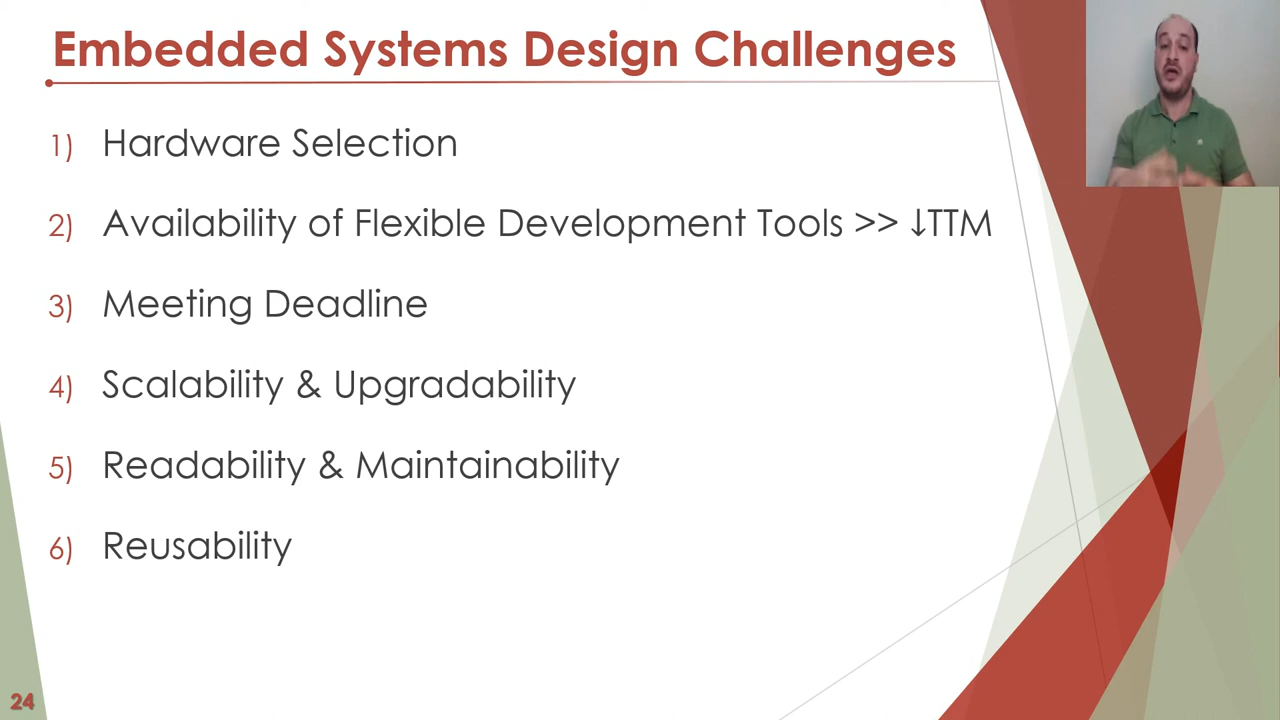 Embedded Systems Design Challenges
1) Hardware Selection
2) Availability of Flexible Development Tools >> ↓TTM
3) Meeting Deadline
4) Scalability & Upgradability
5) Readability & Maintainability
6) Reusability
24